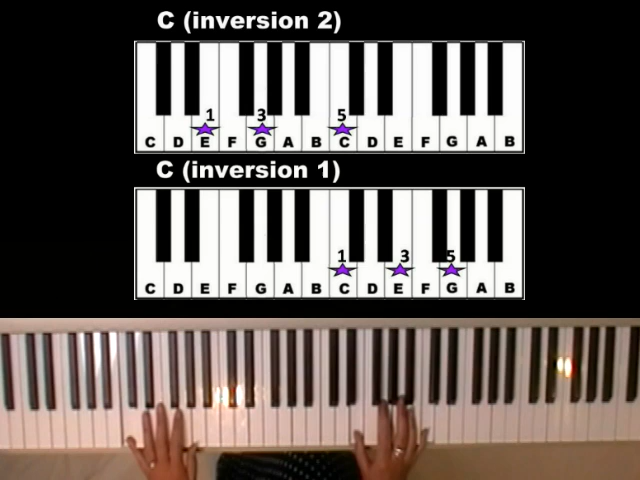 C (inversion 2)
1 3 5
C D E F G A B C D E F G A B
C (inversion 1)
1 3 5
C D E F G A B C D E F G A B